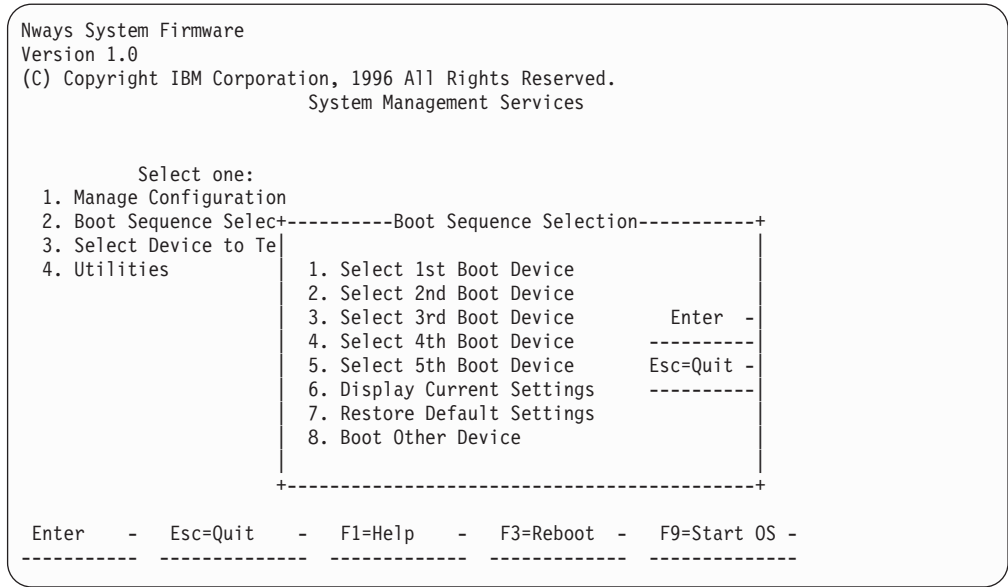 Nways System Firmware
Version 1.0
(C) Copyright IBM Corporation, 1996 All Rights Reserved.
System Management Services
Select one:
1. Manage Configuration
2. Boot Sequence Selec+----------Boot Sequence Selection-----------+
3. Select Device to Te|                                            |
4. Utilities          | 1. Select 1st Boot Device                  |
| 2. Select 2nd Boot Device                  |
| 3. Select 3rd Boot Device         Enter  -|
| 4. Select 4th Boot Device       ----------|
| 5. Select 5th Boot Device       Esc=Quit -|
| 6. Display Current Settings     ----------|
| 7. Restore Default Settings                |
| 8. Boot Other Device                       |
|                                            |
+--------------------------------------------+
Enter    -   Esc=Quit    -   F1=Help    -   F3=Reboot  -   F9=Start OS -
-----------  --------------  -------------  -------------  --------------